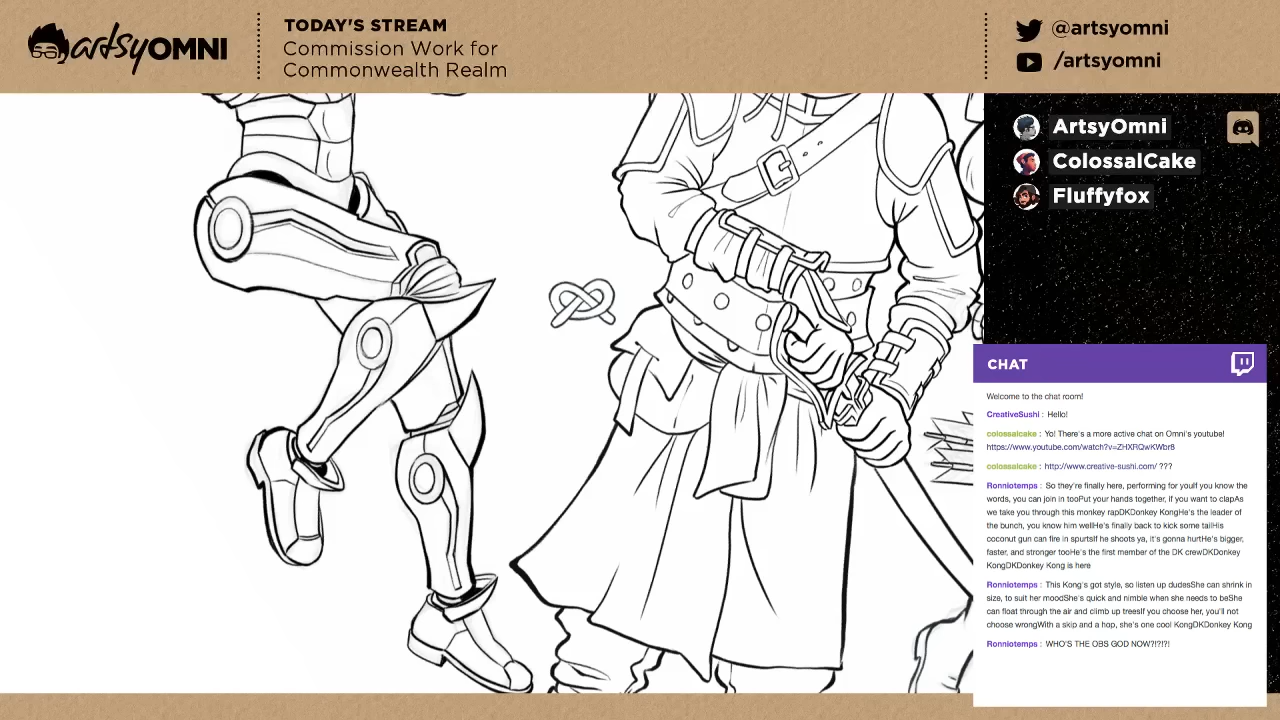 artsyOMNI
TODAY'S STREAM
Commission Work for
Commonwealth Realm
@artsyomni
/artsyomni
ArtsyOmni
ColossalCake
Fluffyfox
CHAT
Welcome to the chat room!
CreativeSushi : Hello!
colossalcake : Yo! There's a more active chat on Omni's youtube!
https://www.youtube.com/watch?v=ZHXRQwKWbr8
colossalcake : http://www.creative-sushi.com/ ???
Ronniotemps : So they're finally here, performing for youIf you know the
words, you can join in tooPut your hands together, if you want to clapAs
we take you through this monkey rapDKDonkey KongHe's the leader of
the bunch, you know him wellHe's finally back to kick some tailHis
coconut gun can fire in spurtsIf he shoots ya, it's gonna hurtHe's bigger,
faster, and stronger tooHe's the first member of the DK crewDKDonkey
KongDKDonkey Kong is here
Ronniotemps : This Kong's got style, so listen up dudesShe can shrink in
size, to suit her moodShe's quick and nimble when she needs to beShe
can float through the air and climb up treesIf you choose her, you'll not
choose wrongWith a skip and a hop, she's one cool KongDKDonkey Kong
Ronniotemps : WHO'S THE OBS GOD NOW?!?!?!